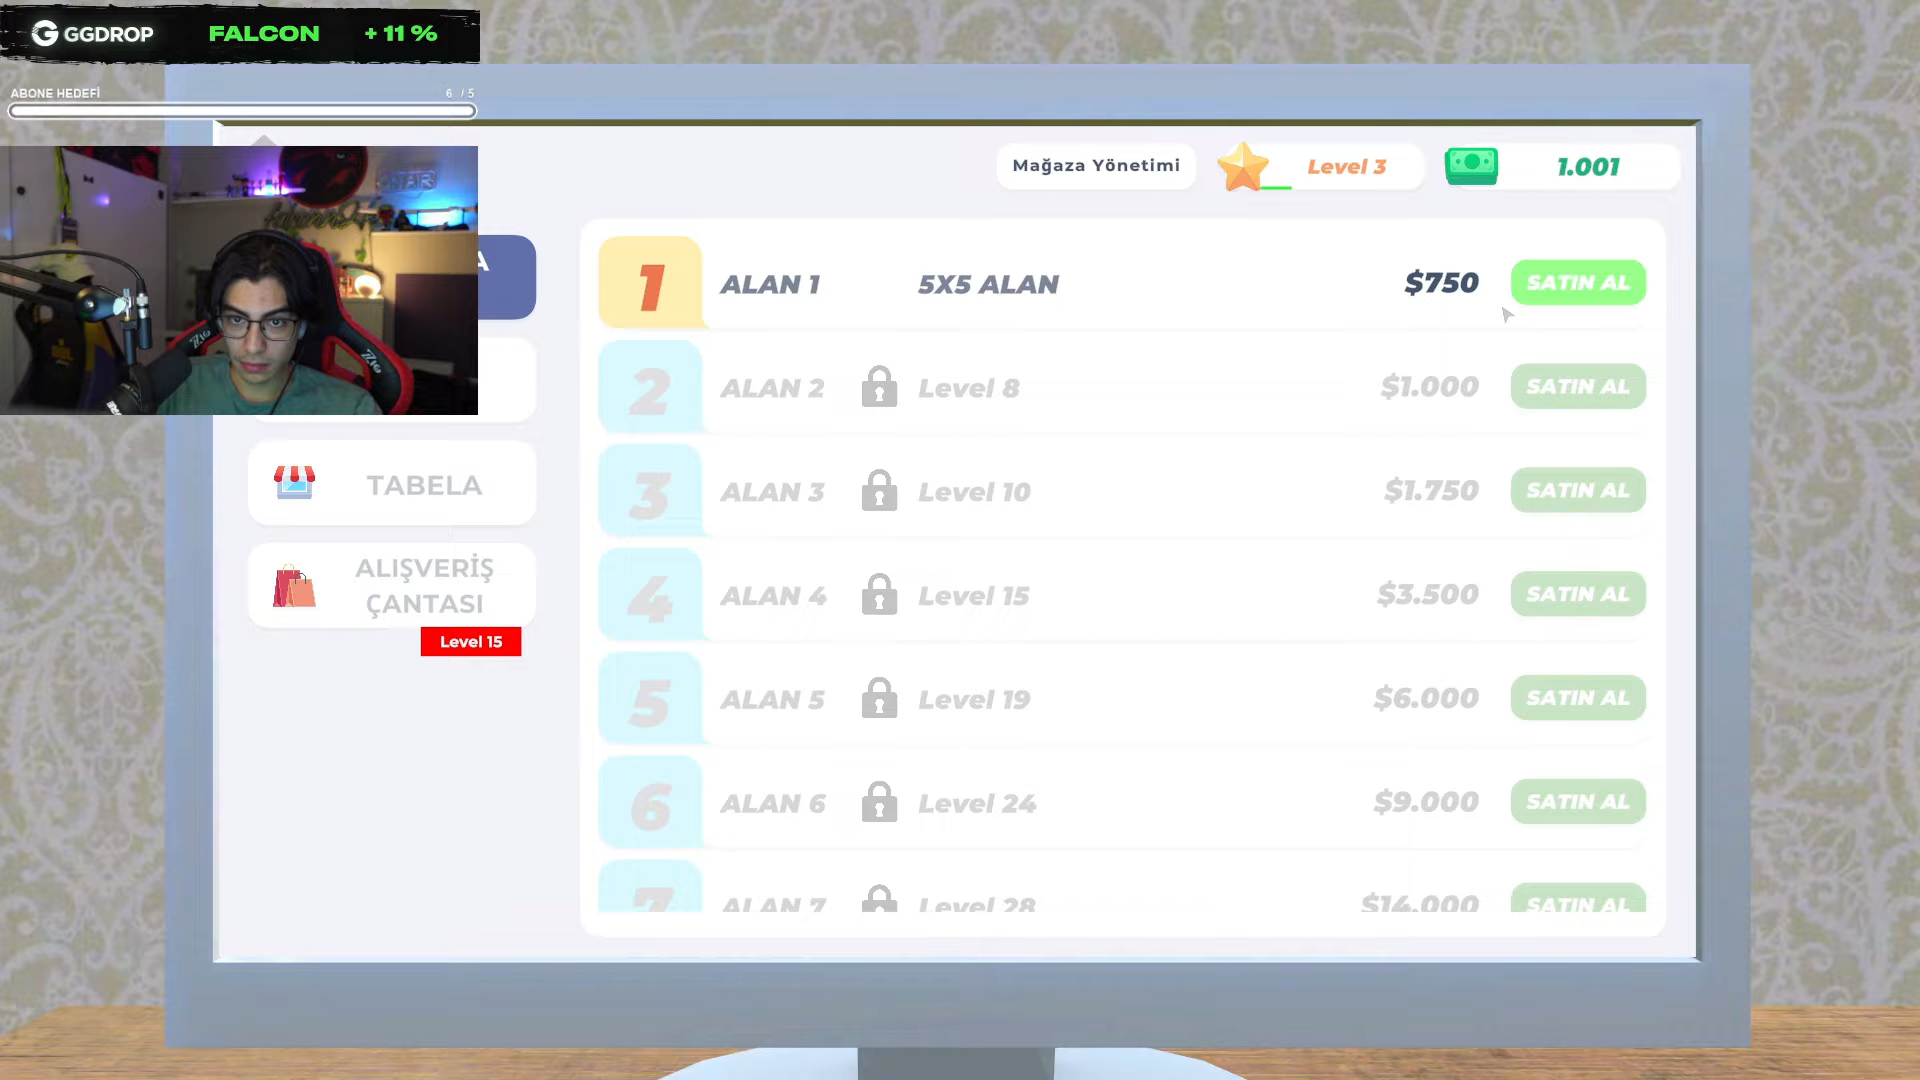 GGDROP FALCON + 11 %
ABONE HEDEFİ 6 / 5
Mağaza Yönetimi Level 3 1.001
A
TABELA
ALIŞVERİŞ
ÇANTASI
Level 15
1 ALAN 1 5X5 ALAN $750 SATIN AL
2 ALAN 2 Level 8 $1.000 SATIN AL
3 ALAN 3 Level 10 $1.750 SATIN AL
4 ALAN 4 Level 15 $3.500 SATIN AL
5 ALAN 5 Level 19 $6.000 SATIN AL
6 ALAN 6 Level 24 $9.000 SATIN AL
7 ALAN 7 Level 28 $14.000 SATIN AL